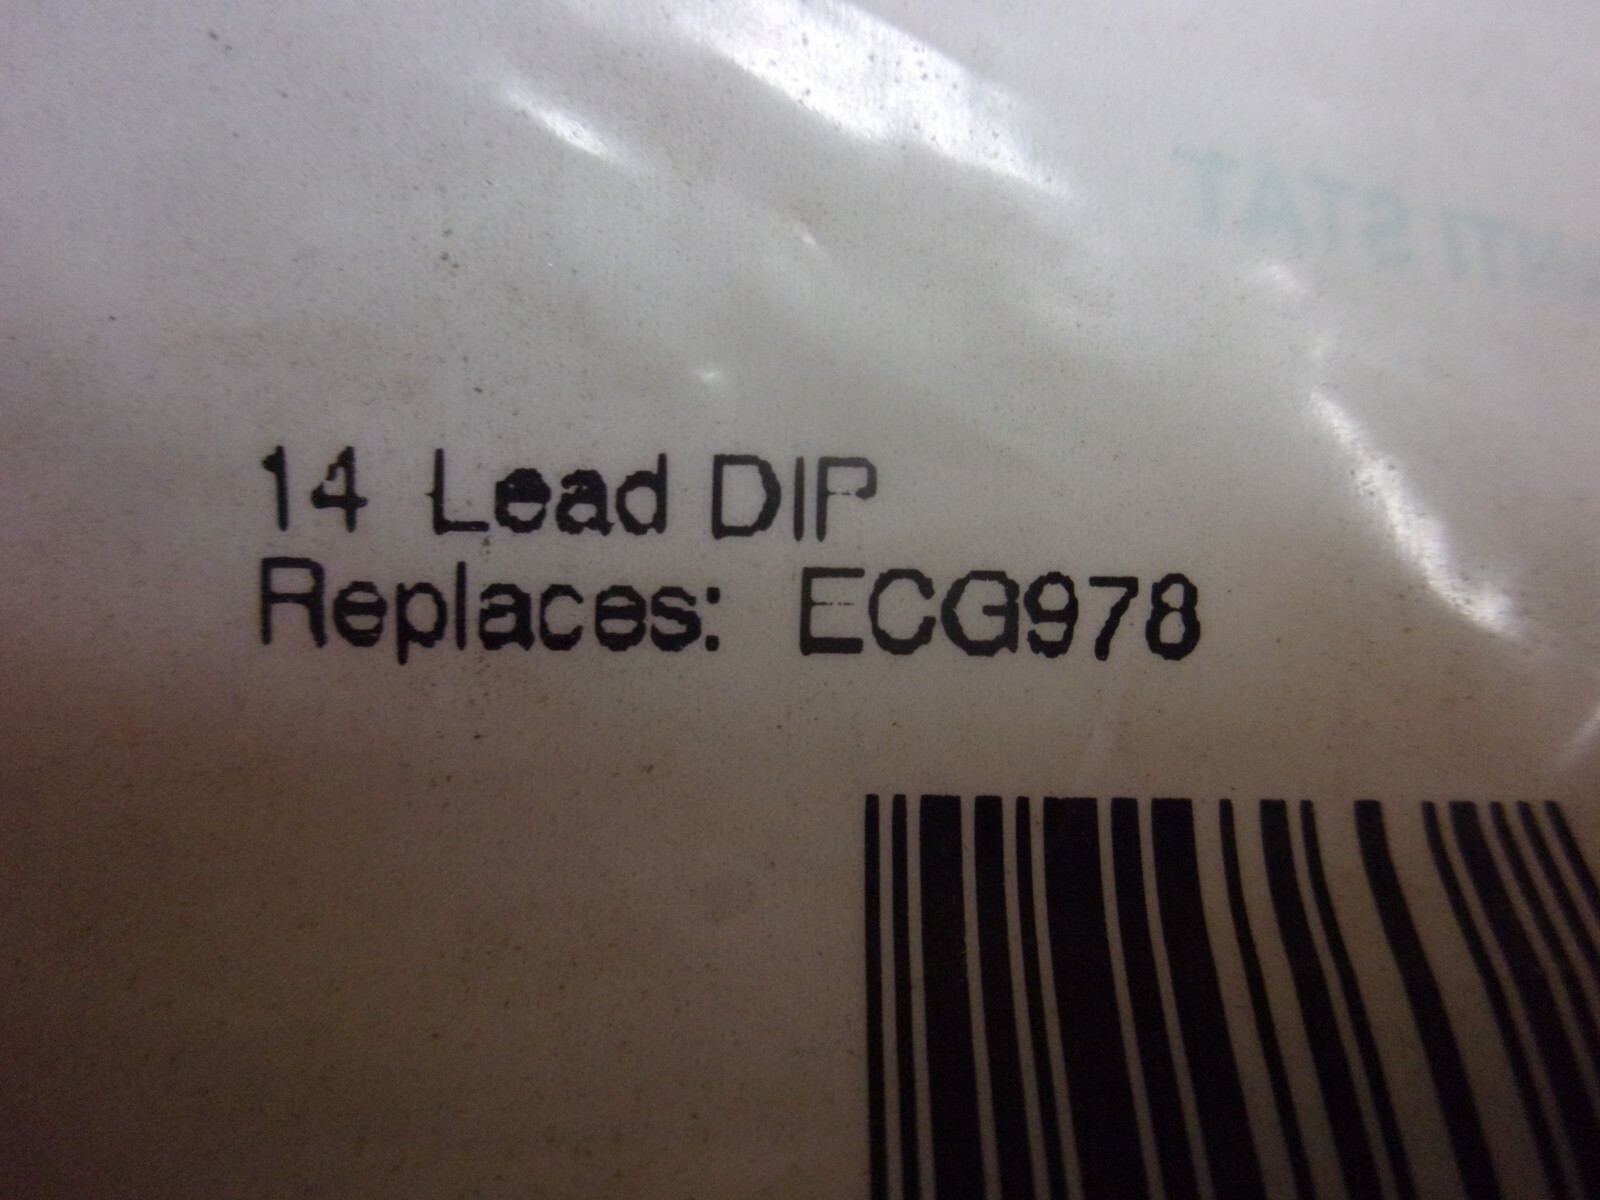 14 Lead DIP
Replaces: ECG978